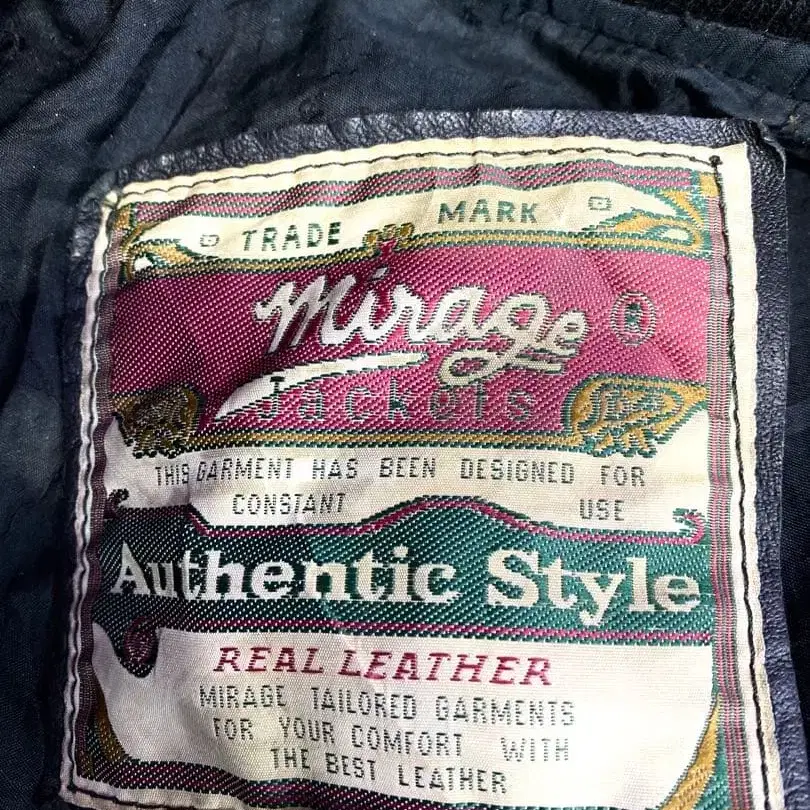 TRADE MARK
Mirage ®
Jackets
THIS GARMENT HAS BEEN DESIGNED FOR
CONSTANT USE
Authentic Style
REAL LEATHER
MIRAGE TAILORED GARMENTS
FOR YOUR COMFORT WITH
THE BEST LEATHER